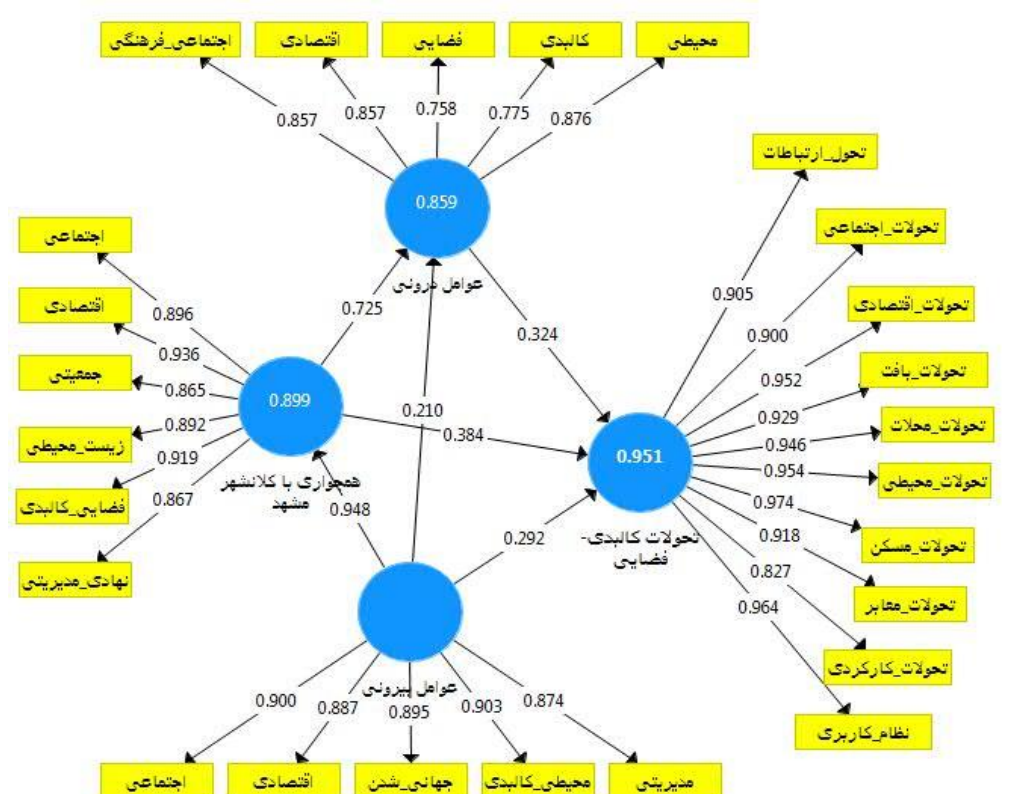 محیطی
کالبدی
فضایی
اقتصادی
اجتماعی_فرهنگی
0.876
0.775
0.758
0.857
0.857
0.859
عوامل درونی
تحول_ارتباطات
تحولات_اجتماعی
تحولات_اقتصادی
تحولات_بافت
تحولات_محلات
تحولات_محیطی
تحولات_مسکن
تحولات_معابر
تحولات_کارکردی
نظام_کاربری
0.905
0.900
0.952
0.929
0.946
0.954
0.974
0.918
0.827
0.964
0.951
تحولات کالبدی-
فضایی
0.725
0.324
0.210
0.384
0.948
0.292
اجتماعی
اقتصادی
جمعیتی
زیست_محیطی
فضایی_کالبدی
نهادی_مدیریتی
0.896
0.936
0.865
0.892
0.919
0.867
0.899
همجواری با کلانشهر
مشهد
عوامل بیرونی
0.874
0.903
0.895
0.887
0.900
مدیریتی
محیطی_کالبدی
جهانی_شدن
اقتصادی
اجتماعی